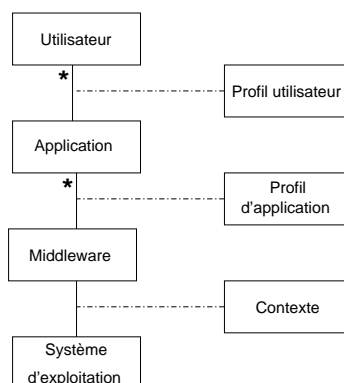 Utilisateur
*
Profil utilisateur
Application
*
Profil
d'application
Middleware
Contexte
Système
d'exploitation